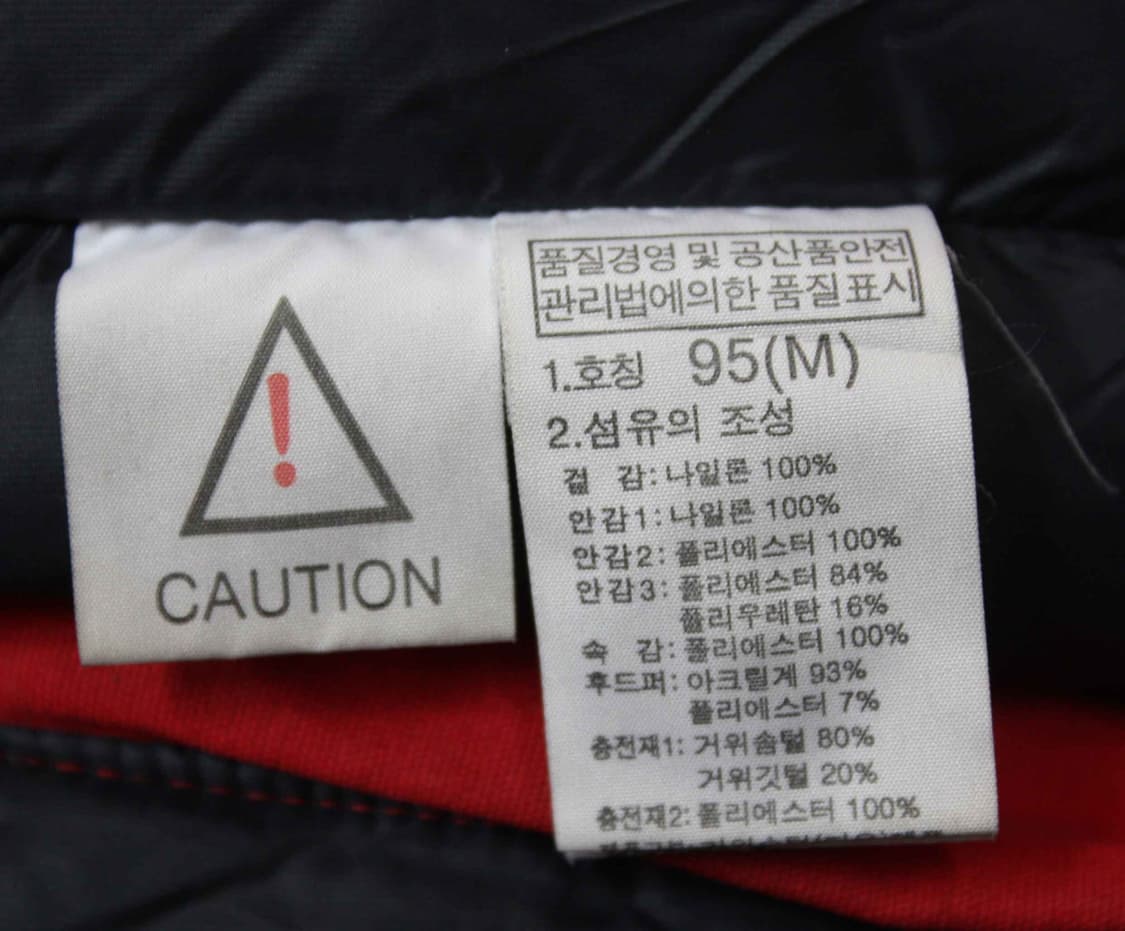 CAUTION
품질경영 및 공산품안전
관리법에의한 품질표시
1.호칭 95(M)
2.섬유의 조성
겉 감: 나일론 100%
안감1: 나일론 100%
안감2: 폴리에스터 100%
안감3: 폴리에스터 84%
폴리우레탄 16%
속 감: 폴리에스터 100%
후드퍼: 아크릴계 93%
폴리에스터 7%
충전재1: 거위솜털 80%
거위깃털 20%
충전재2: 폴리에스터 100%